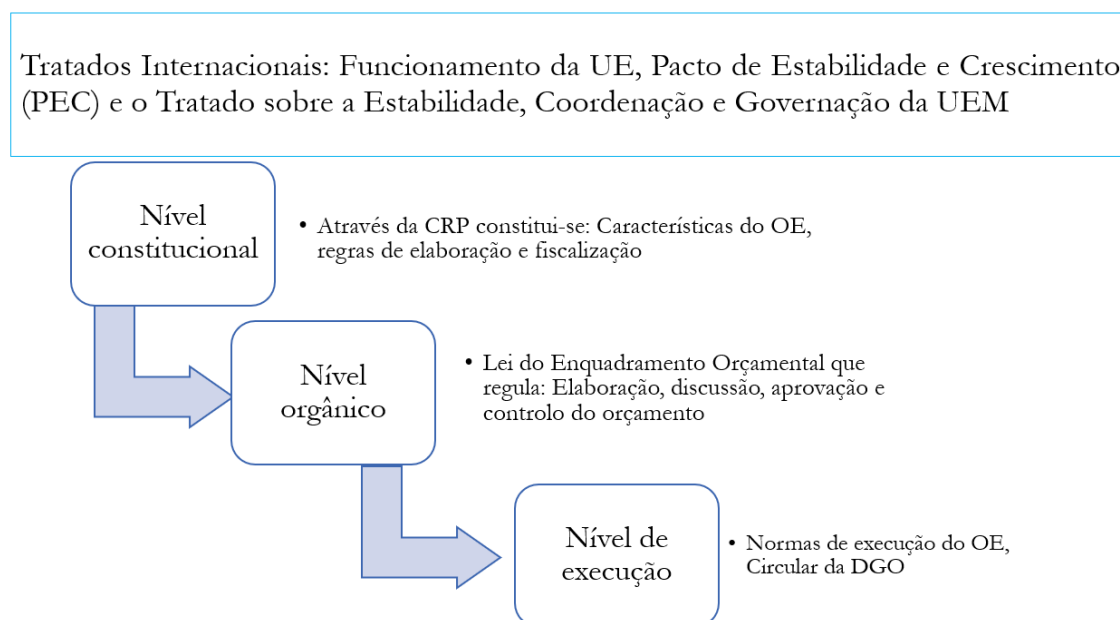 Tratados Internacionais: Funcionamento da UE, Pacto de Estabilidade e Crescimento
(PEC) e o Tratado sobre a Estabilidade, Coordenação e Governação da UEM
Nível
constitucional
• Através da CRP constitui-se: Características do OE,
regras de elaboração e fiscalização
Nível
orgânico
• Lei do Enquadramento Orçamental que
regula: Elaboração, discussão, aprovação e
controlo do orçamento
Nível de
execução
• Normas de execução do OE,
Circular da DGO